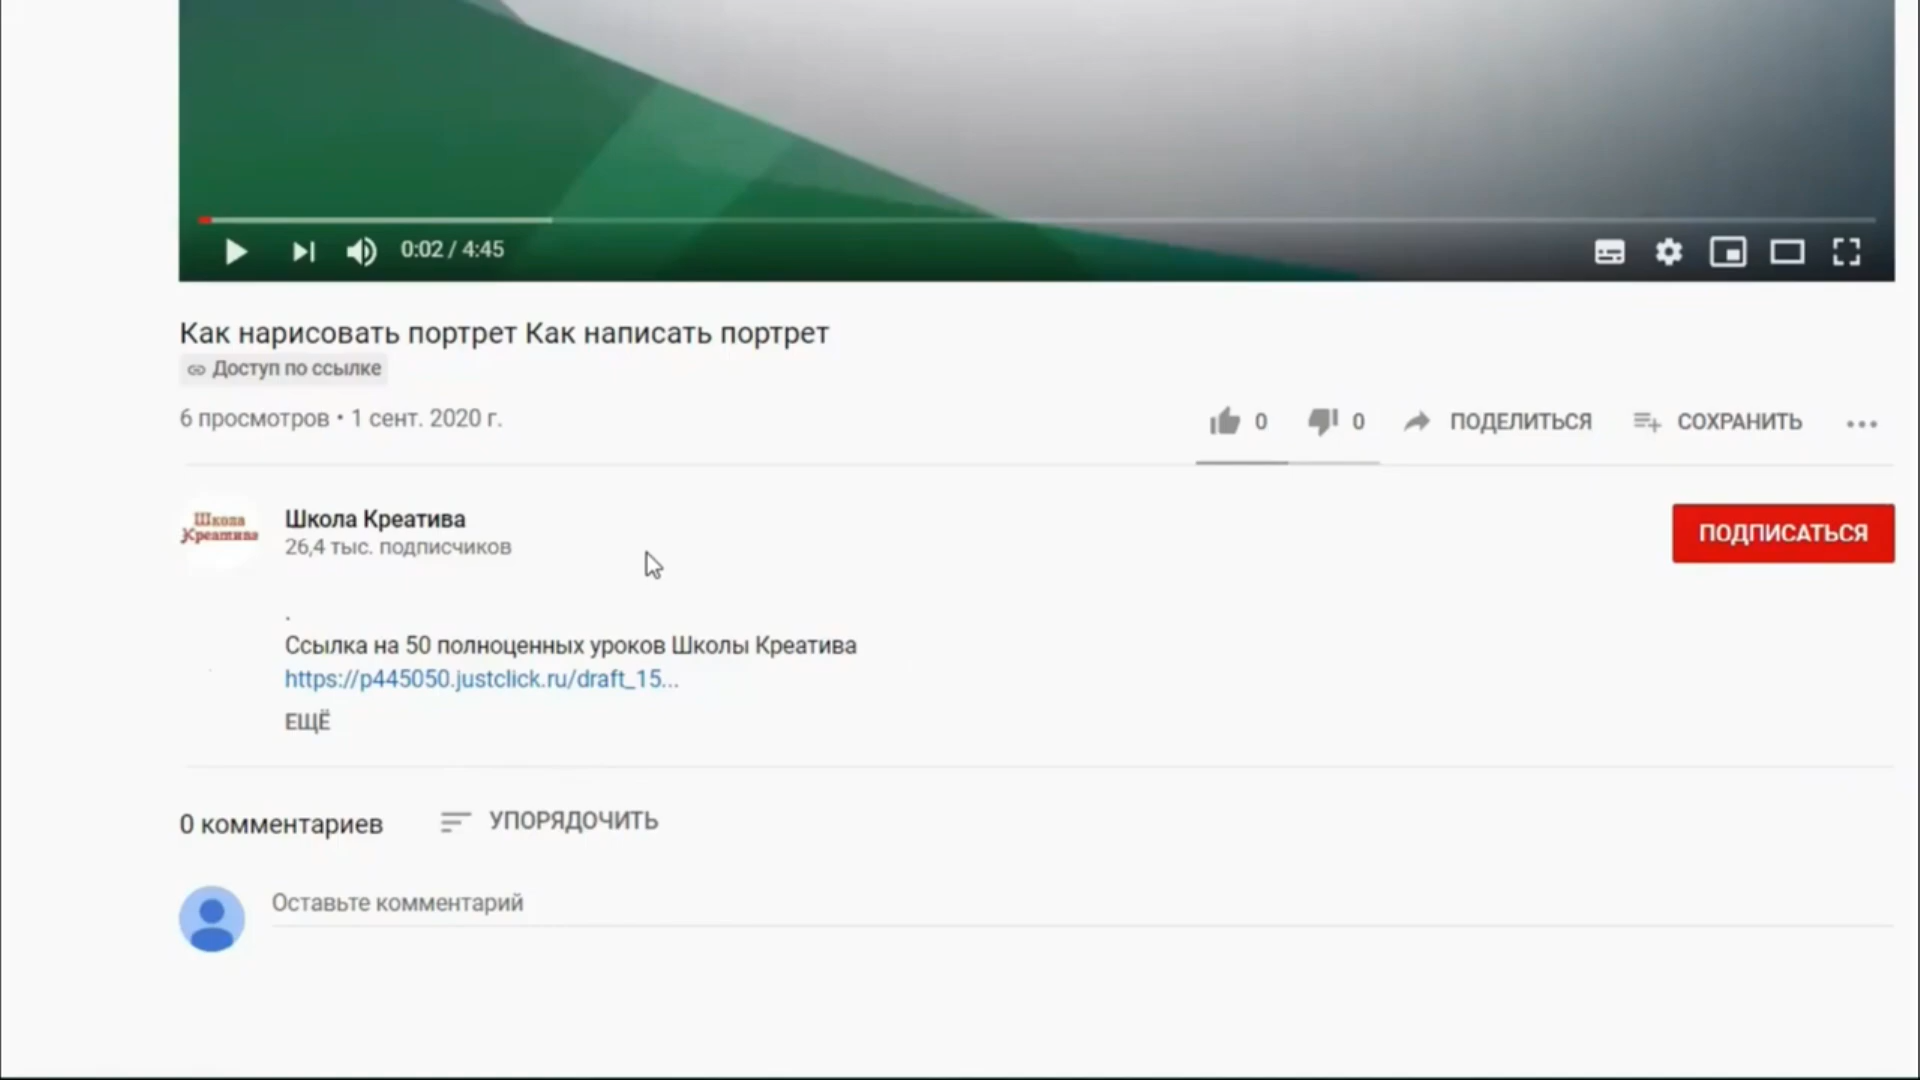 0:02 / 4:45
Как нарисовать портрет Как написать портрет
Доступ по ссылке
6 просмотров • 1 сент. 2020 г.
0 0 ПОДЕЛИТЬСЯ СОХРАНИТЬ
Школа
Креатива
Школа Креатива
26,4 тыс. подписчиков
ПОДПИСАТЬСЯ
.
Ссылка на 50 полноценных уроков Школы Креатива
https://p445050.justclick.ru/draft_15...
ЕЩЁ
0 комментариев УПОРЯДОЧИТЬ
Оставьте комментарий